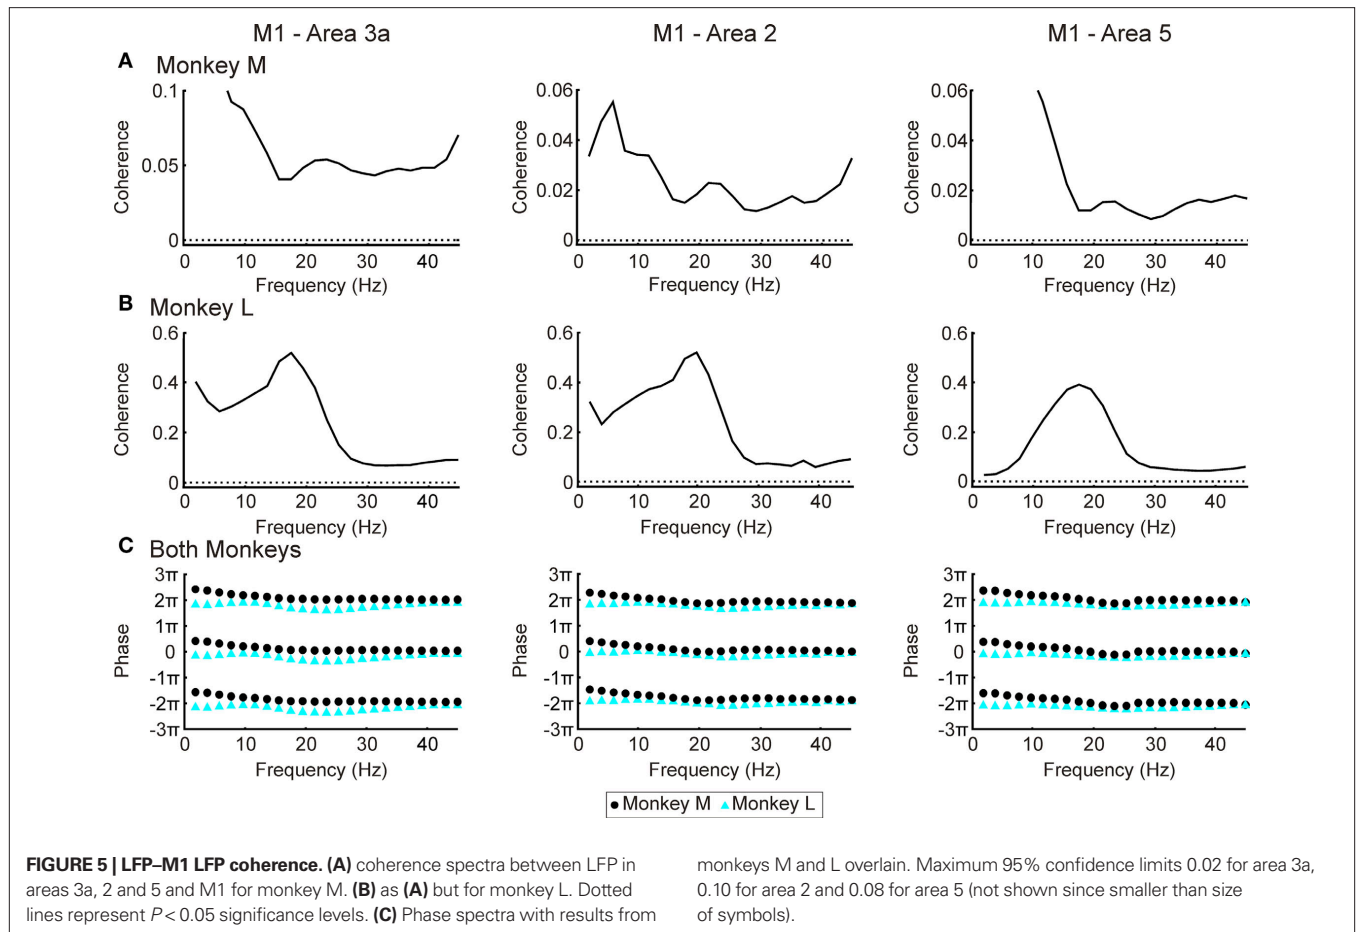 M1 - Area 3a
M1 - Area 2
M1 - Area 5
A Monkey M
0.1
0.05
0
Coherence
0 10 20 30 40
Frequency (Hz)
0.06
0.04
0.02
0
Coherence
0 10 20 30 40
Frequency (Hz)
0.06
0.04
0.02
0
Coherence
0 10 20 30 40
Frequency (Hz)
B Monkey L
0.6
0.4
0.2
0
Coherence
0 10 20 30 40
Frequency (Hz)
0.6
0.4
0.2
0
Coherence
0 10 20 30 40
Frequency (Hz)
0.6
0.4
0.2
0
Coherence
0 10 20 30 40
Frequency (Hz)
C Both Monkeys
3π
2π
1π
0
-1π
-2π
-3π
Phase
0 10 20 30 40
Frequency (Hz)
3π
2π
1π
0
-1π
-2π
-3π
Phase
0 10 20 30 40
Frequency (Hz)
3π
2π
1π
0
-1π
-2π
-3π
Phase
0 10 20 30 40
Frequency (Hz)
Monkey M Monkey L
FIGURE 5 | LFP–M1 LFP coherence. (A) coherence spectra between LFP in
areas 3a, 2 and 5 and M1 for monkey M. (B) as (A) but for monkey L. Dotted
lines represent P < 0.05 significance levels. (C) Phase spectra with results from
monkeys M and L overlain. Maximum 95% confidence limits 0.02 for area 3a,
0.10 for area 2 and 0.08 for area 5 (not shown since smaller than size
of symbols).